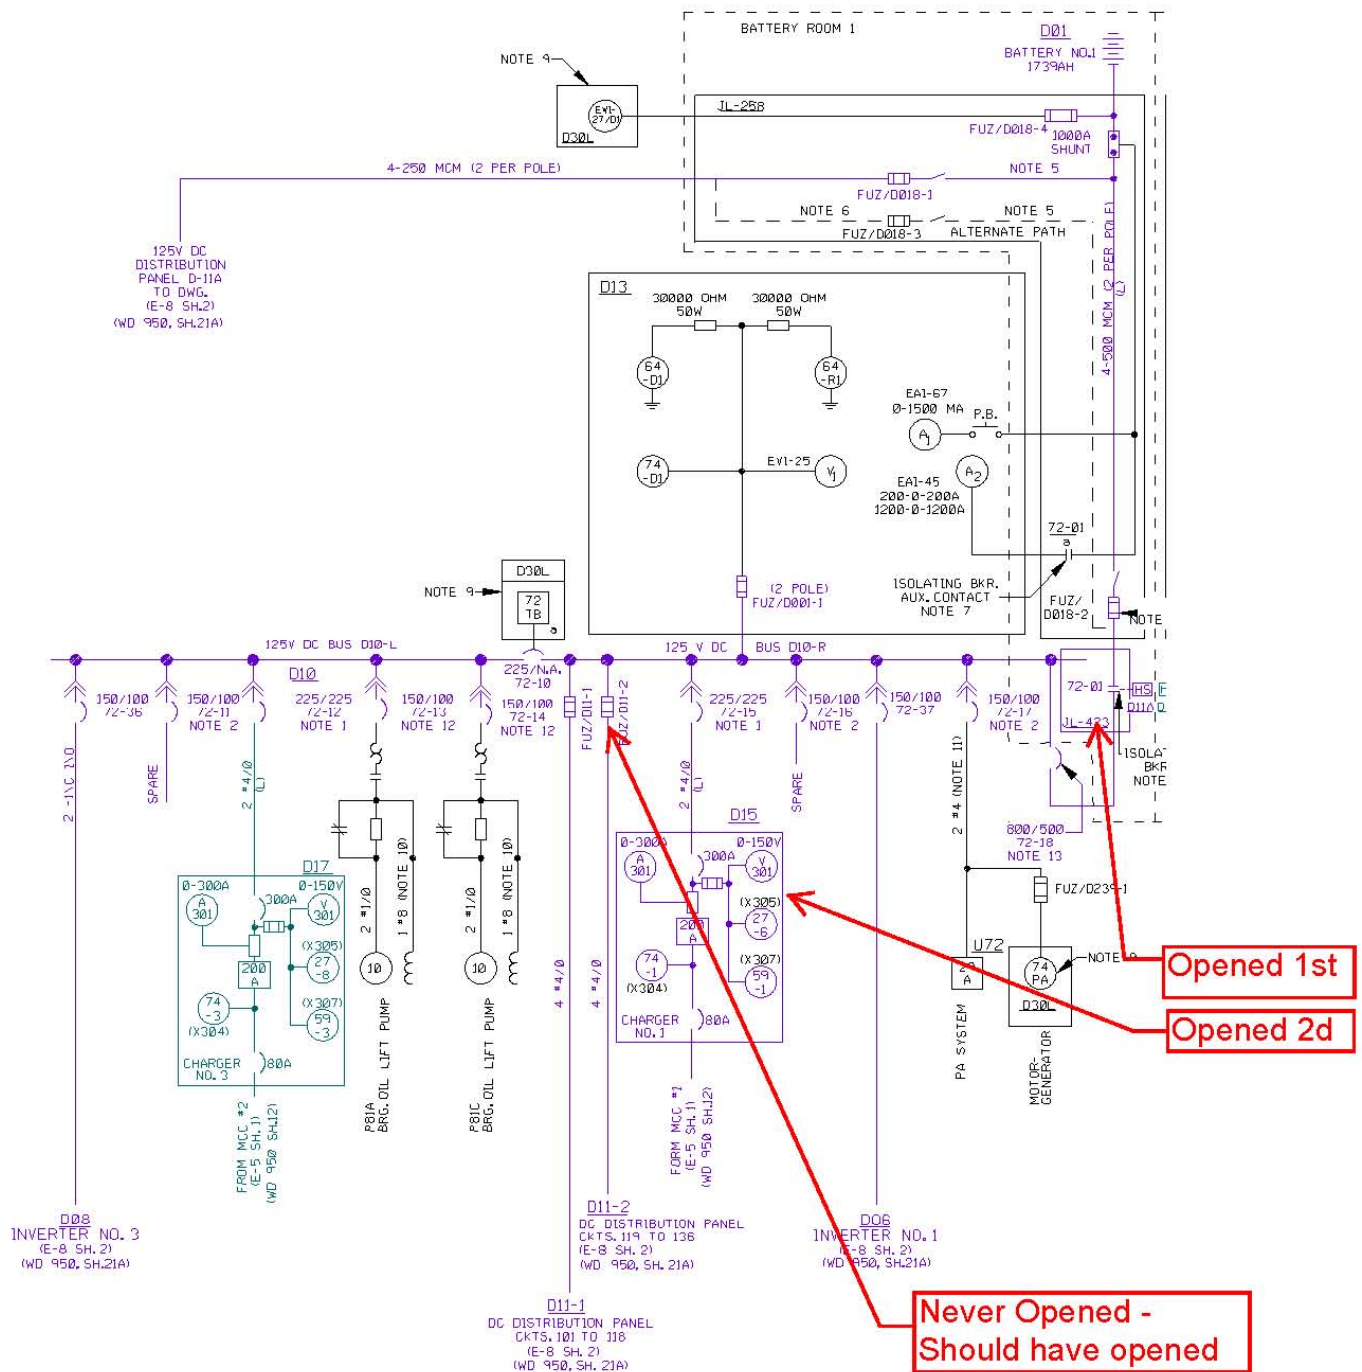 BATTERY ROOM 1
D01
BATTERY NO.1
1739AH
NOTE 9
EV1-
27/D1
D30L
JL-258
FUZ/D018-4
1000A
SHUNT
4-250 MCM (2 PER POLE)
NOTE 5
FUZ/D018-1
NOTE 6
NOTE 5
FUZ/D018-3
ALTERNATE PATH
125V DC
DISTRIBUTION
PANEL D-11A
TO DWG.
(E-8 SH.2)
(WD 950, SH.21A)
4-500 MCM (2 PER POLE)
(L)
D13
30000 OHM
50W
30000 OHM
50W
64
-D1
64
-R1
EA1-67
0-1500 MA
P.B.
A1
74
-D1
EV1-25
V1
A2
EA1-45
200-0-200A
1200-0-1200A
72-01
a
ISOLATING BKR.
AUX. CONTACT
NOTE 7
(2 POLE)
FUZ/D001-1
FUZ/
D018-2
NOTE
D30L
NOTE 9
72
TB
a
125V DC BUS D10-L
125 V DC BUS D10-R
D10
150/100
72-36
150/100
72-11
NOTE 2
225/225
72-12
NOTE 1
150/100
72-13
NOTE 12
150/100
72-14
NOTE 12
225/N.A.
72-10
FUZ/D11-1
FUZ/D11-2
225/225
72-15
NOTE 1
150/100
72-16
NOTE 2
150/100
72-37
150/100
72-17
NOTE 2
72-01
HS
D11A
JL-423
ISOLA
BKR
NOTE
2 -1\C 2\0
SPARE
2 #4/0
(L)
2 #4/0
(L)
SPARE
2 #4 (NOTE 11)
800/500
72-18
NOTE 13
D17
0-300A
A
301
300A
0-150V
V
301
(X305)
27
-8
200
A
(X307)
59
-3
74
-3
(X304)
CHARGER
NO. 3
80A
2 #1/0
1 #8 (NOTE 10)
10
P81A
BRG. OIL LIFT PUMP
2 #1/0
1 #8 (NOTE 10)
10
P81C
BRG. OIL LIFT PUMP
4 #4/0
4 #4/0
D15
0-300A
A
301
300A
0-150V
V
301
(X305)
27
-6
200
A
(X307)
59
-1
74
-1
(X304)
CHARGER
NO.1
80A
FUZ/D239-1
U72
A
74
PA
NOTE
D30L
PA SYSTEM
MOTOR-
GENERATOR
Opened 1st
Opened 2d
FROM MCC #2
(E-5 SH.1)
(WD 950 SH.12)
FORM MCC #1
(E-5 SH.1)
(WD 950 SH.12)
D08
INVERTER NO. 3
(E-8 SH. 2)
(WD 950, SH.21A)
D11-2
DC DISTRIBUTION PANEL
CKTS. 119 TO 136
(E-8 SH. 2)
(WD 950, SH. 21A)
D06
INVERTER NO. 1
(E-8 SH. 2)
(WD 950, SH.21A)
D11-1
DC DISTRIBUTION PANEL
CKTS. 101 TO 118
(E-8 SH. 2)
(WD 950, SH.21A)
Never Opened -
Should have opened